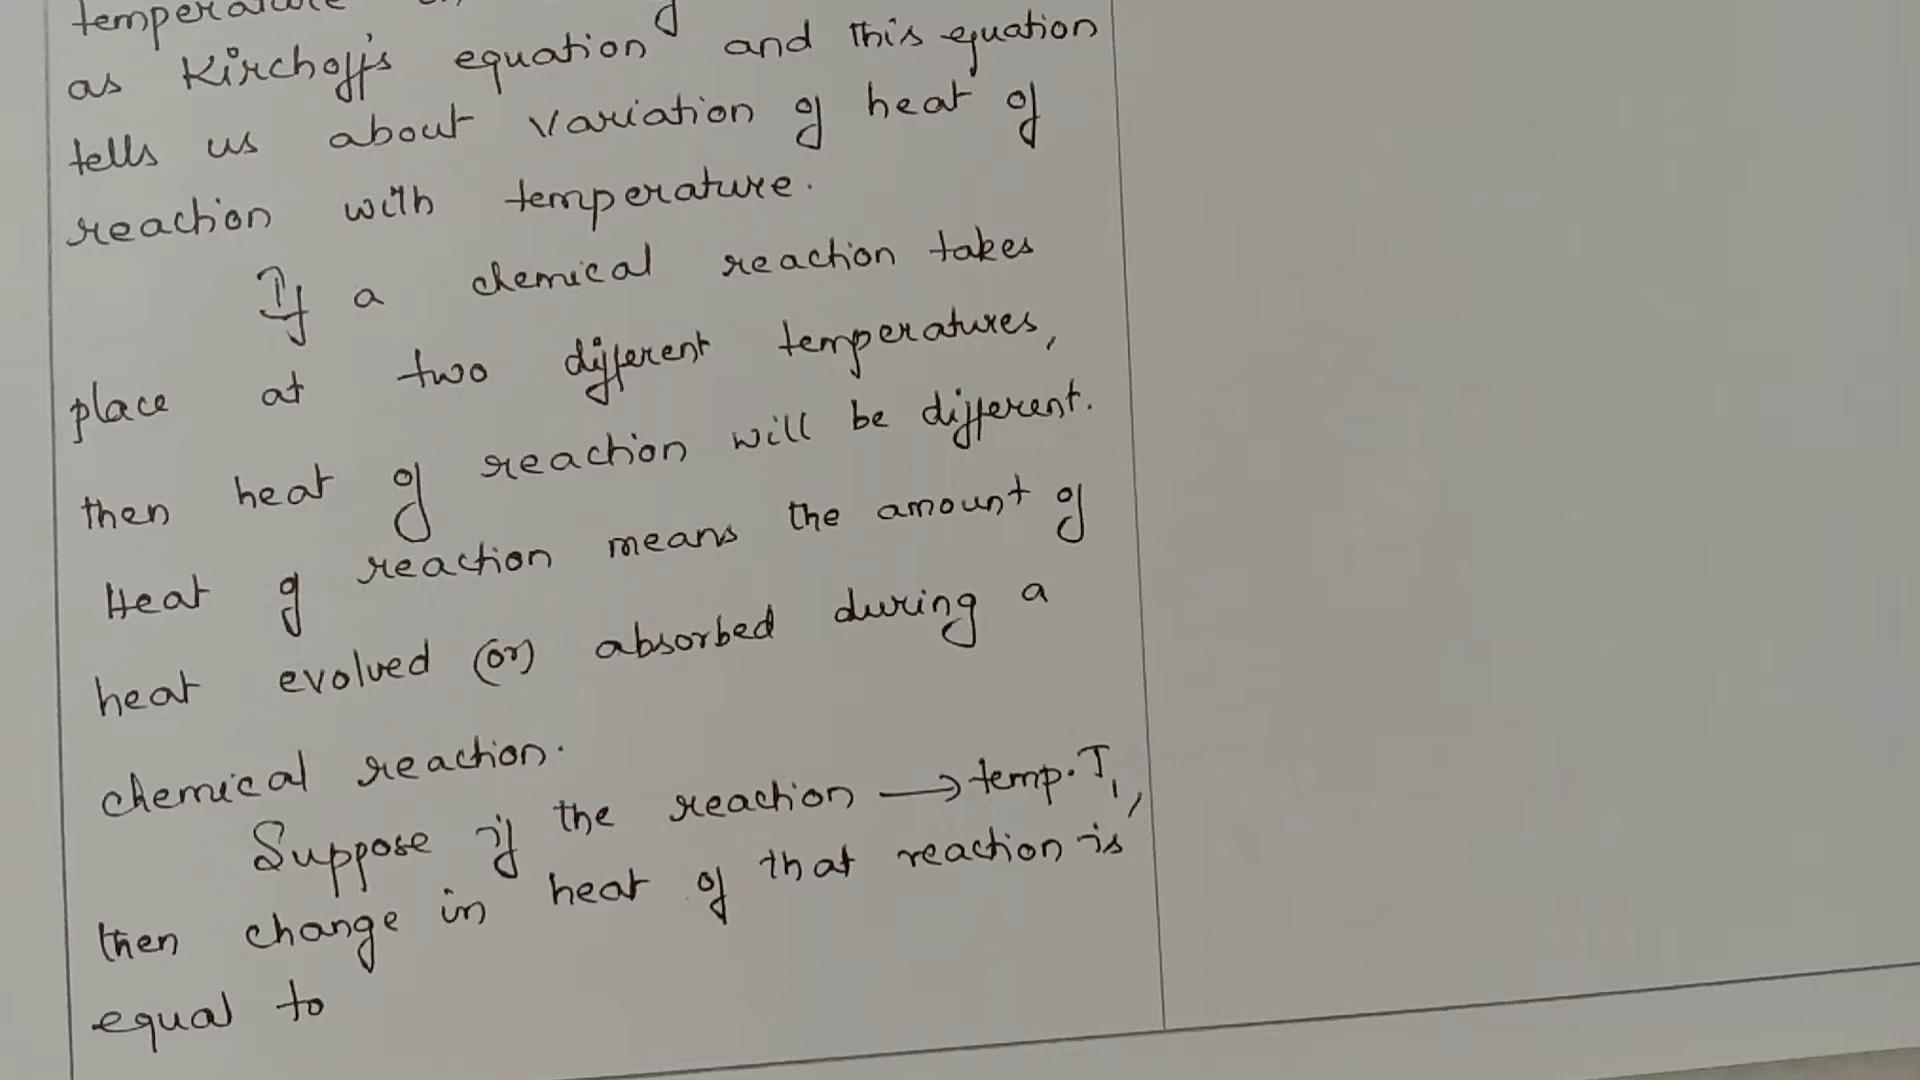 temperature
as Kirchoff's equation and this equation
tells us about variation of heat of
reaction with temperature.
If a chemical reaction takes
place at two different temperatures,
then heat of reaction will be different.
Heat of reaction means the amount of
heat evolved (or) absorbed during a
chemical reaction.
Suppose if the reaction → temp. T₁,
then change in heat of that reaction is
equal to